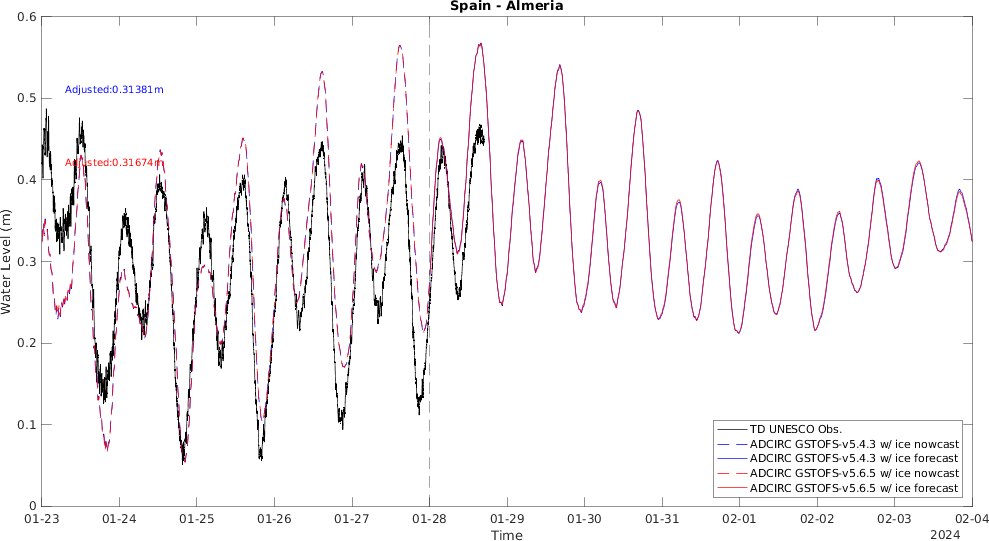 Spain - Almeria
0.6
0.5
0.4
0.3
0.2
0.1
0
Water Level (m)
Adjusted:0.31381m
Adjusted:0.31674m
TD UNESCO Obs.
ADCIRC GSTOFS-v5.4.3 w/ ice nowcast
ADCIRC GSTOFS-v5.4.3 w/ ice forecast
ADCIRC GSTOFS-v5.6.5 w/ ice nowcast
ADCIRC GSTOFS-v5.6.5 w/ ice forecast
01-23 01-24 01-25 01-26 01-27 01-28 01-29 01-30 01-31 02-01 02-02 02-03 02-04
Time
2024